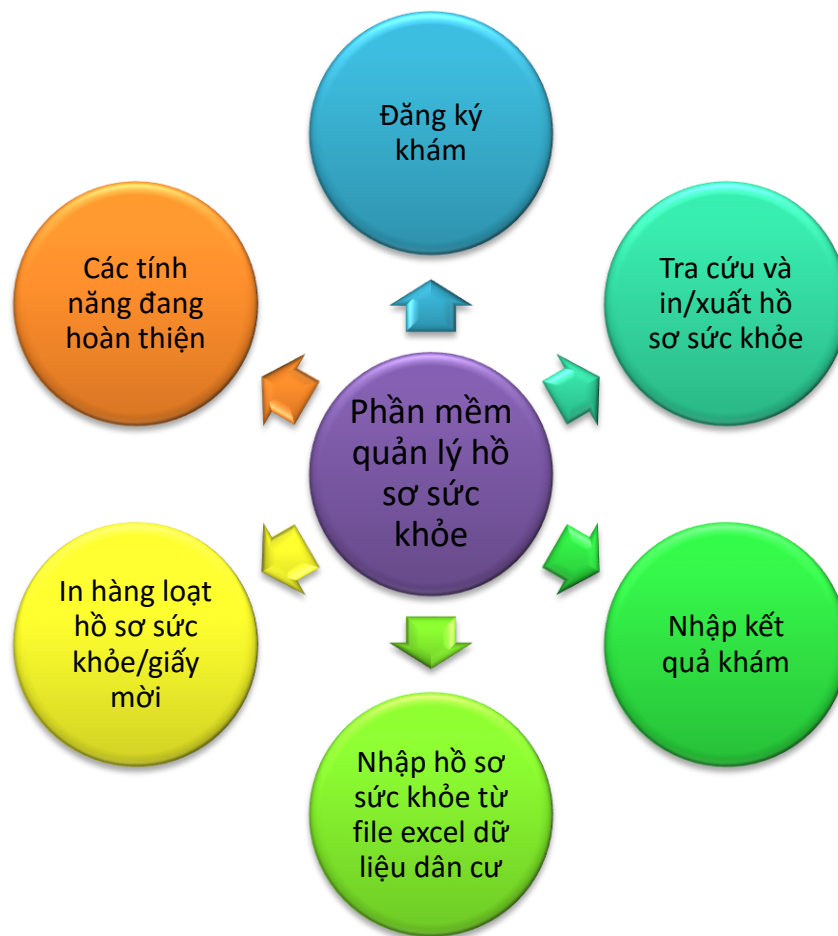 Đăng ký
khám
Các tính
năng đang
hoàn thiện
Tra cứu và
in/xuất hồ
sơ sức khỏe
Phần mềm
quản lý hồ
sơ sức
khỏe
In hàng loạt
hồ sơ sức
khỏe/giấy
mời
Nhập kết
quả khám
Nhập hồ sơ
sức khỏe từ
file excel dữ
liệu dân cư